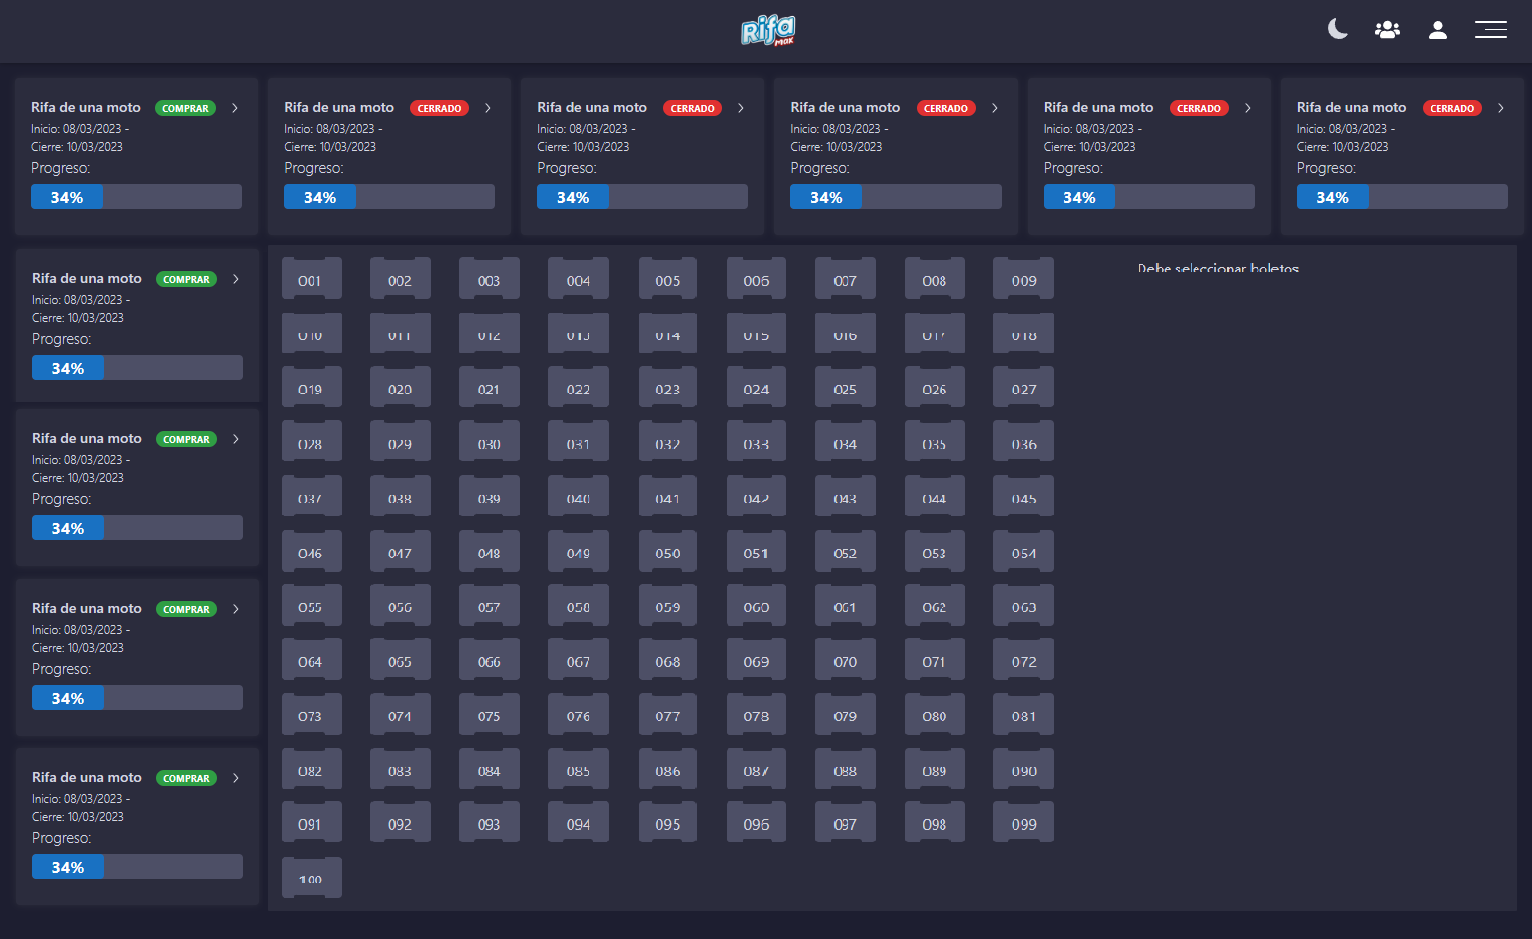 Rifa max
Rifa de una moto COMPRAR
Inicio: 08/03/2023 -
Cierre: 10/03/2023
Progreso:
34%
Rifa de una moto CERRADO
Inicio: 08/03/2023 -
Cierre: 10/03/2023
Progreso:
34%
Rifa de una moto CERRADO
Inicio: 08/03/2023 -
Cierre: 10/03/2023
Progreso:
34%
Rifa de una moto CERRADO
Inicio: 08/03/2023 -
Cierre: 10/03/2023
Progreso:
34%
Rifa de una moto CERRADO
Inicio: 08/03/2023 -
Cierre: 10/03/2023
Progreso:
34%
Rifa de una moto CERRADO
Inicio: 08/03/2023 -
Cierre: 10/03/2023
Progreso:
34%
Rifa de una moto COMPRAR
Inicio: 08/03/2023 -
Cierre: 10/03/2023
Progreso:
34%
Rifa de una moto COMPRAR
Inicio: 08/03/2023 -
Cierre: 10/03/2023
Progreso:
34%
Rifa de una moto COMPRAR
Inicio: 08/03/2023 -
Cierre: 10/03/2023
Progreso:
34%
Rifa de una moto COMPRAR
Inicio: 08/03/2023 -
Cierre: 10/03/2023
Progreso:
34%
001 002 003 004 005 006 007 008 009
010 011 012 013 014 015 016 017 018
019 020 021 022 023 024 025 026 027
028 029 030 031 032 033 034 035 036
037 038 039 040 041 042 043 044 045
046 047 048 049 050 051 052 053 054
055 056 057 058 059 060 061 062 063
064 065 066 067 068 069 070 071 072
073 074 075 076 077 078 079 080 081
082 083 084 085 086 087 088 089 090
091 092 093 094 095 096 097 098 099
100
Debe seleccionar boletos